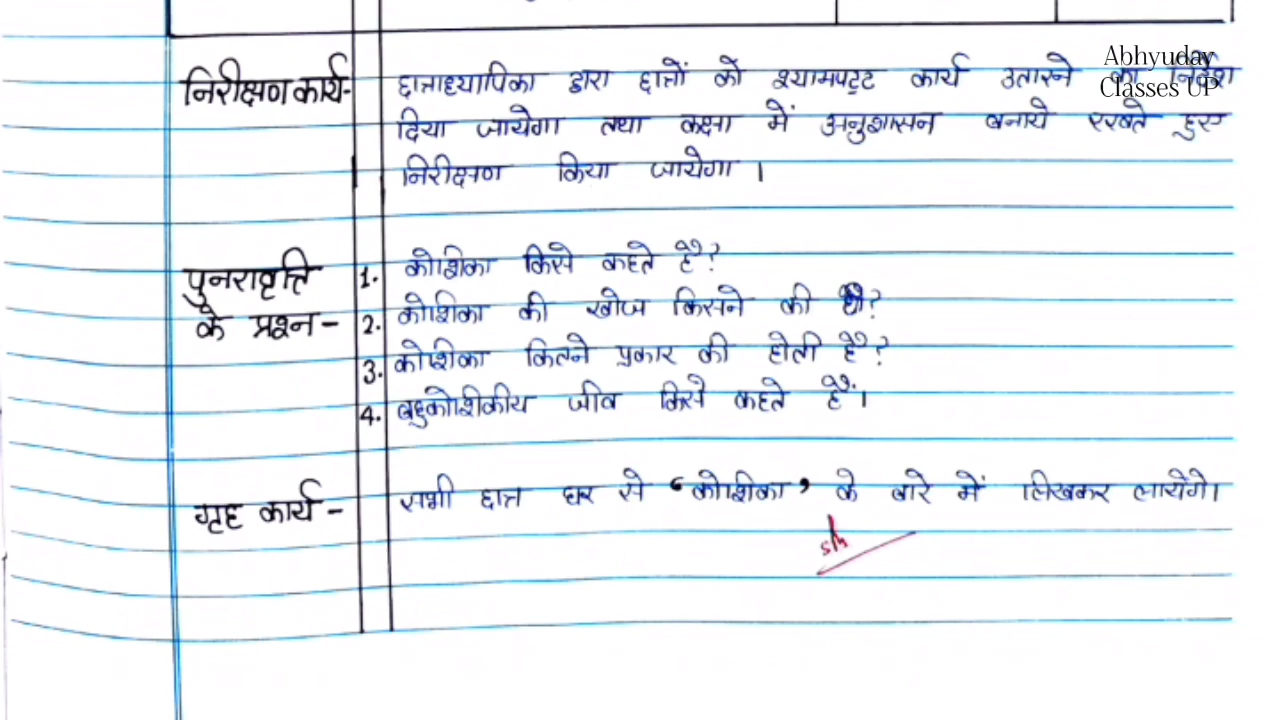 Abhyuday
Classes UP
निरीक्षण कार्य- छात्राध्यापिका द्वारा छात्रों को श्यामपट्ट कार्य उतारने का निर्देश
दिया जायेगा तथा कक्षा में अनुशासन बनाये रखते हुए
निरीक्षण किया जायेगा ।
पुनरावृत्ति 1. कोशिका किसे कहते है?
के प्रश्न - 2. कोशिका की खोज किसने की थी?
3. कोशिका कितने प्रकार की होती है?
4. बहुकोशिकीय जीव किसे कहते हैं।
गृह कार्य - सभी छात्र घर से 'कोशिका' के बारे में लिखकर लायेंगे।